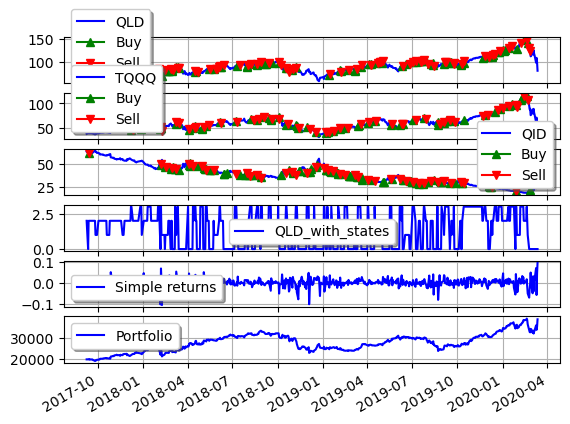 QLD
Buy
Sell
150
100
TQQQ
Buy
Sell
100
50
QID
Buy
Sell
50
25
QLD_with_states
2.5
0.0
Simple returns
0.1
0.0
−0.1
Portfolio
30000
20000
2017-10 2018-01 2018-04 2018-07 2018-10 2019-01 2019-04 2019-07 2019-10 2020-01 2020-04